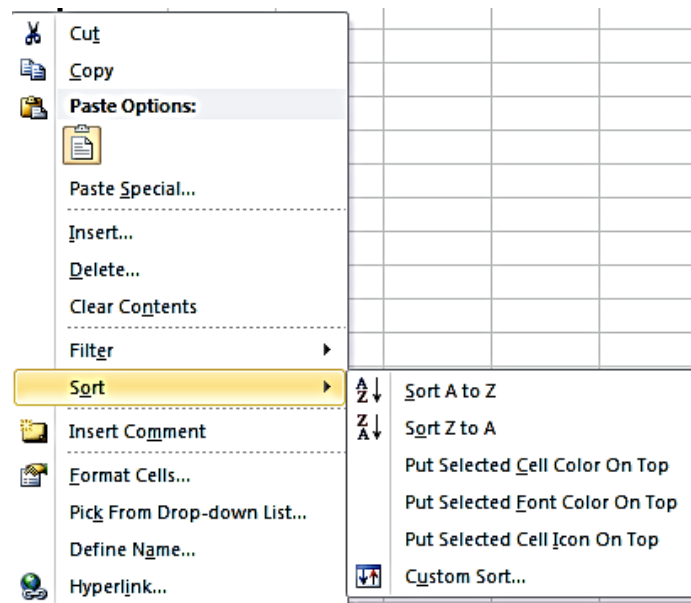 Cut
Copy
Paste Options:
Paste Special...
Insert...
Delete...
Clear Contents
Filter
Sort
Insert Comment
Format Cells...
Pick From Drop-down List...
Define Name...
Hyperlink...
Sort A to Z
Sort Z to A
Put Selected Cell Color On Top
Put Selected Font Color On Top
Put Selected Cell Icon On Top
Custom Sort...